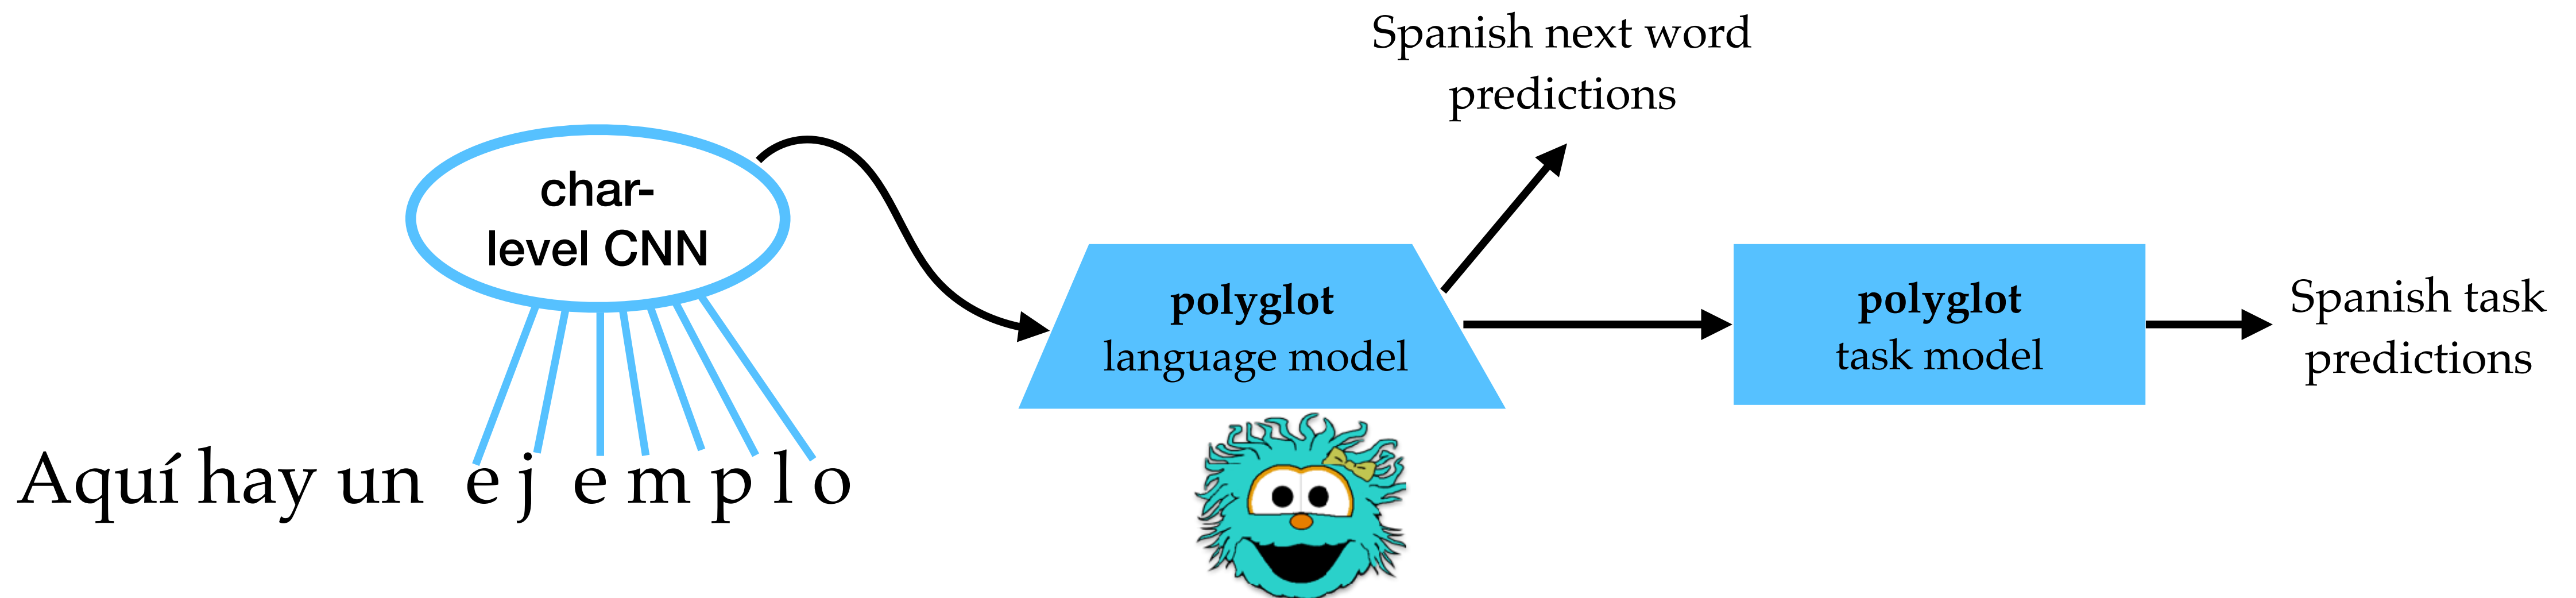 Spanish next word
predictions
char-
level CNN
polyglot
language model
polyglot
task model
Spanish task
predictions
Aquí hay un e j e m p l o